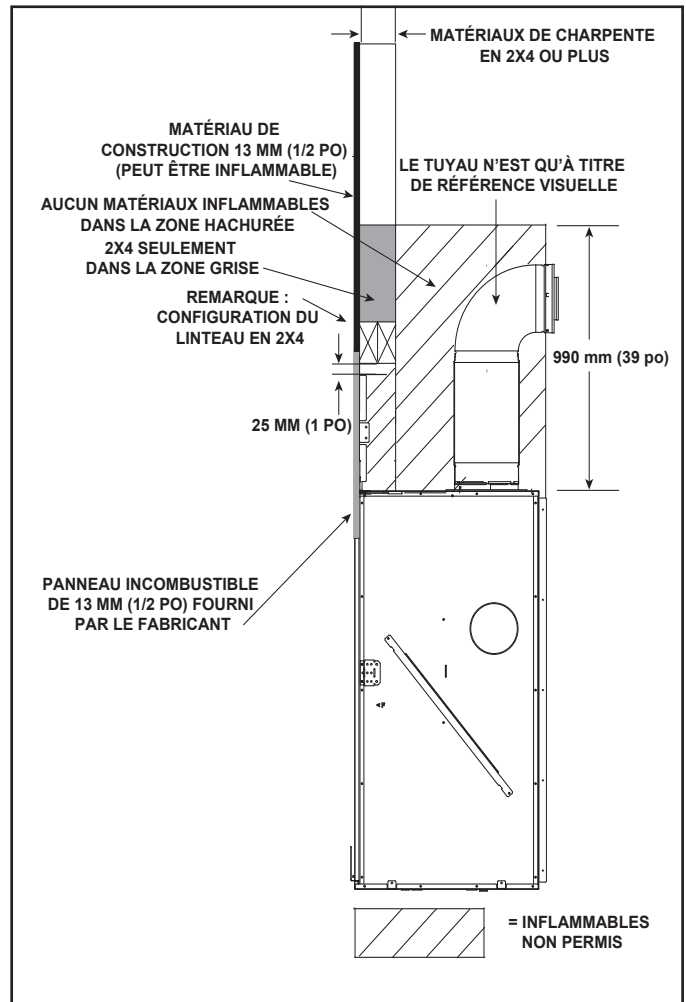 MATÉRIAUX DE CHARPENTE
EN 2X4 OU PLUS
MATÉRIAU DE
CONSTRUCTION 13 MM (1/2 PO)
(PEUT ÊTRE INFLAMMABLE)
LE TUYAU N'EST QU'À TITRE
DE RÉFÉRENCE VISUELLE
AUCUN MATÉRIAUX INFLAMMABLES
DANS LA ZONE HACHURÉE
2X4 SEULEMENT
DANS LA ZONE GRISE
REMARQUE :
CONFIGURATION DU
LINTEAU EN 2X4
990 mm (39 po)
25 MM (1 PO)
PANNEAU INCOMBUSTIBLE
DE 13 MM (1/2 PO) FOURNI
PAR LE FABRICANT
= INFLAMMABLES
NON PERMIS